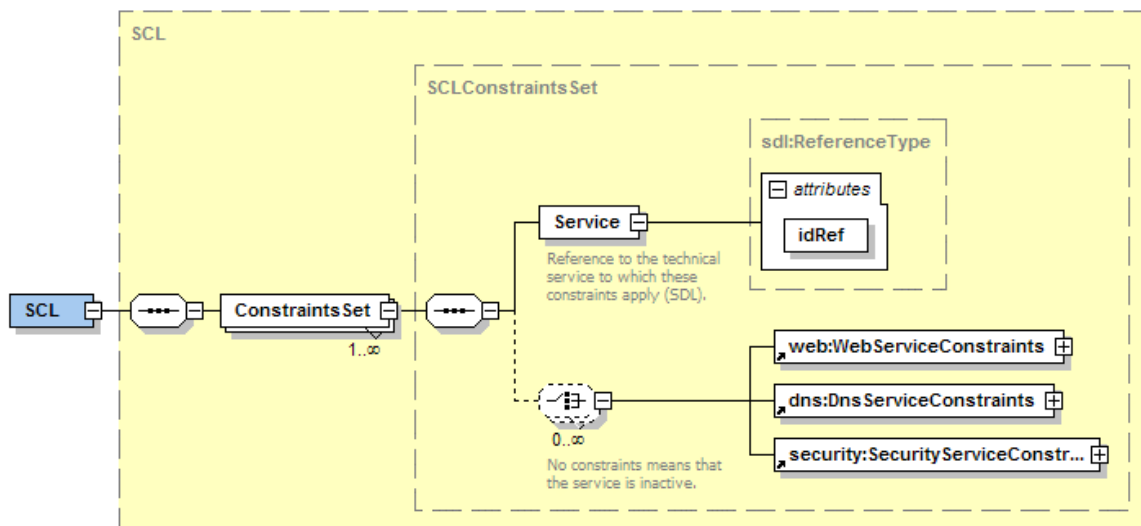 SCL
SCLConstraintsSet
sdl:ReferenceType
attributes
idRef
Service
Reference to the technical
service to which these
constraints apply (SDL).
SCL
ConstraintsSet
1..∞
web:WebServiceConstraints
dns:DnsServiceConstraints
security:SecurityServiceConstr...
0..∞
No constraints means that
the service is inactive.